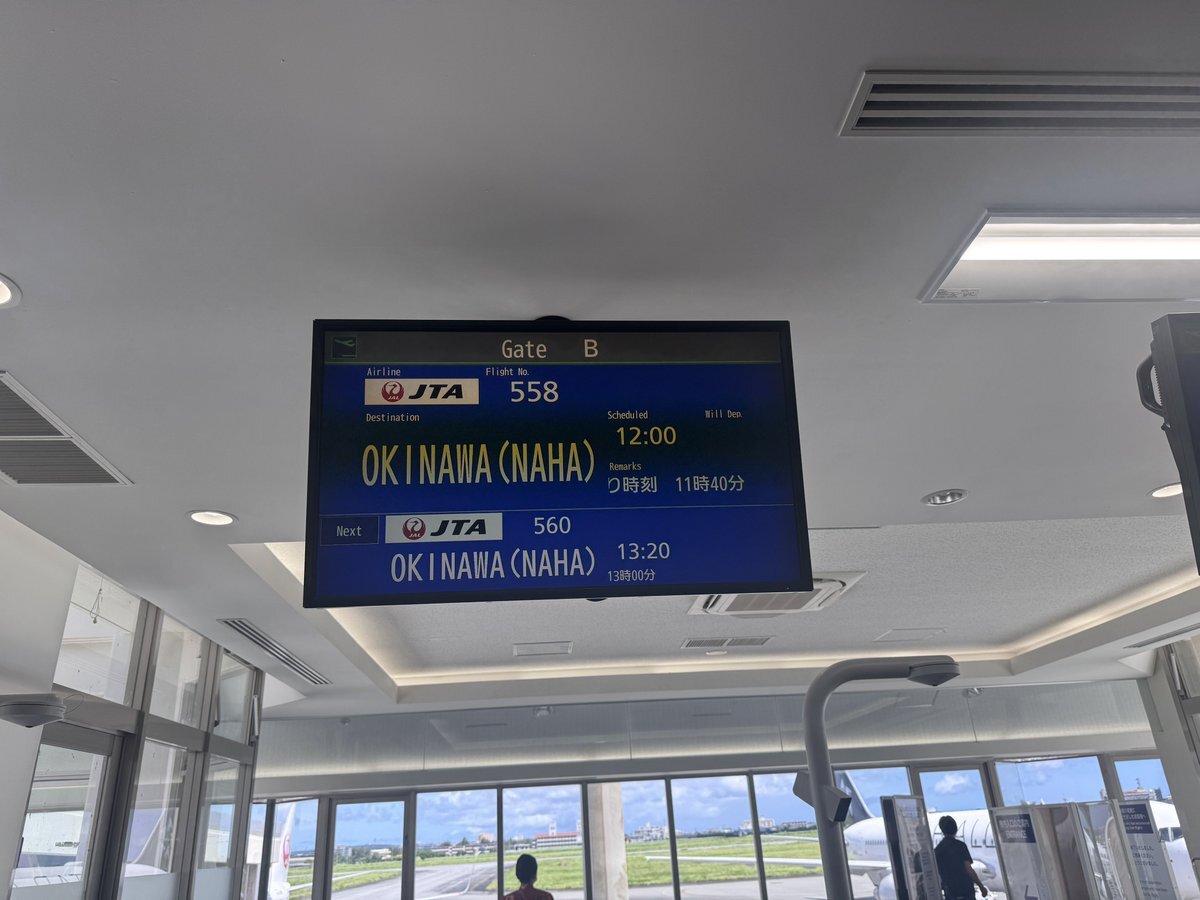 Gate B
Airline Flight No.
JAL JTA 558
Destination Scheduled Will Dep.
12:00
OKINAWA(NAHA)
Remarks
り時刻 11時40分
Next JAL JTA 560
OKINAWA(NAHA) 13:20
13時00分
ENTRANCE